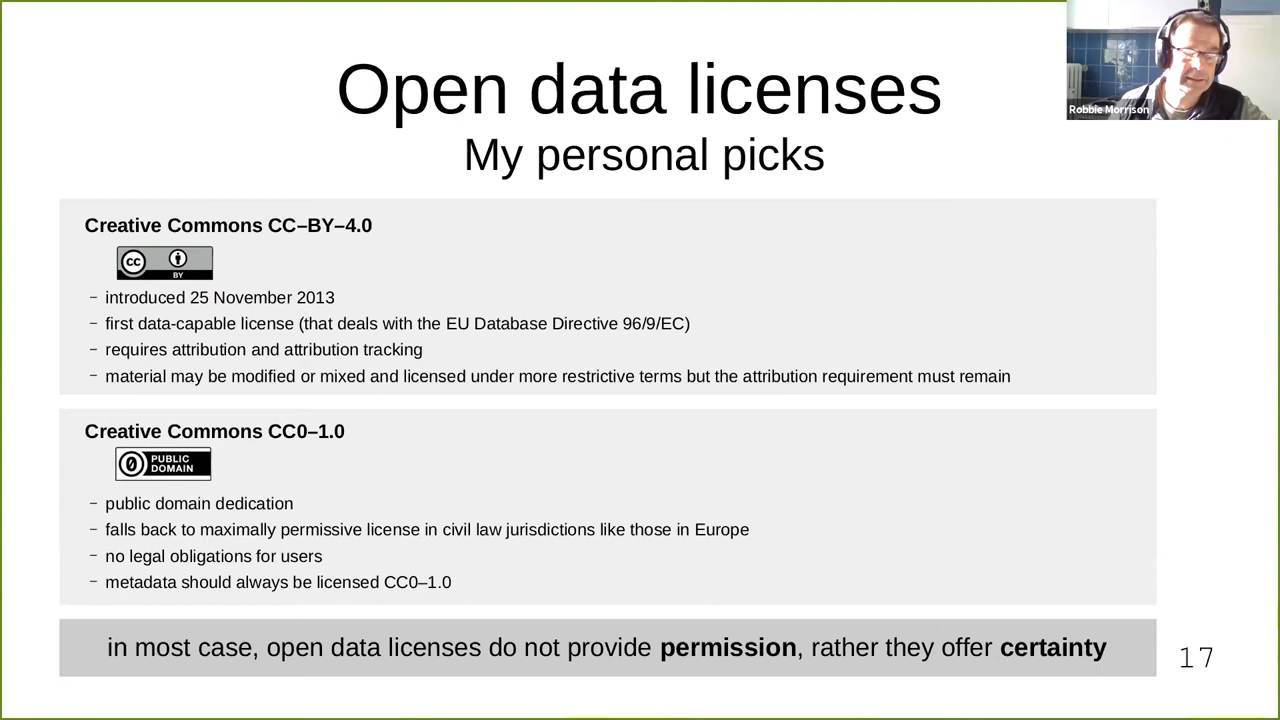 Open data licenses
Robbie Morrison
My personal picks
Creative Commons CC–BY–4.0
cc
BY
– introduced 25 November 2013
– first data-capable license (that deals with the EU Database Directive 96/9/EC)
– requires attribution and attribution tracking
– material may be modified or mixed and licensed under more restrictive terms but the attribution requirement must remain
Creative Commons CC0–1.0
0 PUBLIC
DOMAIN
– public domain dedication
– falls back to maximally permissive license in civil law jurisdictions like those in Europe
– no legal obligations for users
– metadata should always be licensed CC0–1.0
in most case, open data licenses do not provide permission, rather they offer certainty
17